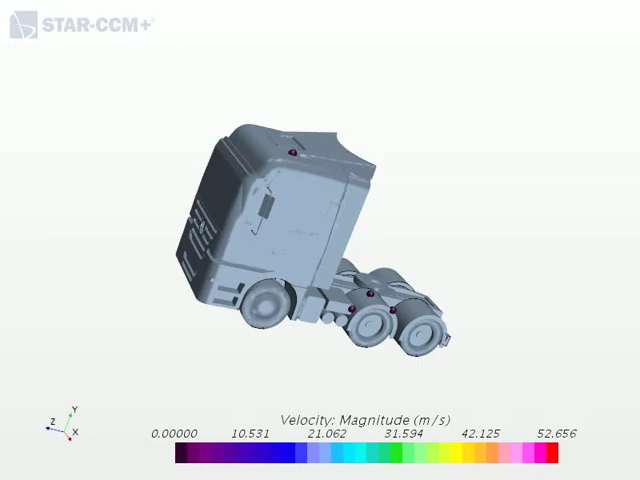 STAR-CCM+
Y
Z
X
Velocity: Magnitude (m/s)
0.00000 10.531 21.062 31.594 42.125 52.656